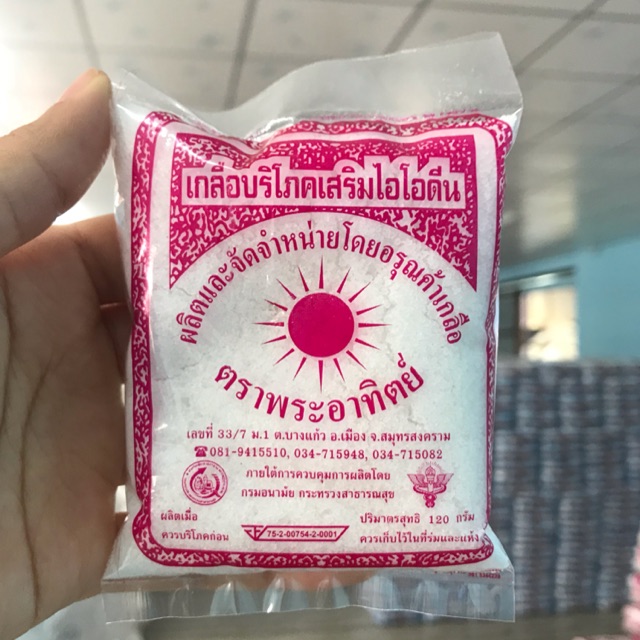 เกลือบริโภคเสริมไอโอดีน
ผลิตและจัดจำหน่ายโดยอรุณค้าเกลือ
ตราพระอาทิตย์
เลขที่ 33/7 ม.1 ต.บางแก้ว อ.เมือง จ.สมุทรสงคราม
☎081-9415510, 034-715948, 034-715082
ภายใต้การควบคุมการผลิตโดย
กรมอนามัย กระทรวงสาธารณสุข
ผลิตเมื่อ
ปริมาตรสุทธิ 120 กรัม
ควรบริโภคก่อน
75-2-00754-2-0001
ควรเก็บไว้ในที่ร่มและแห้ง